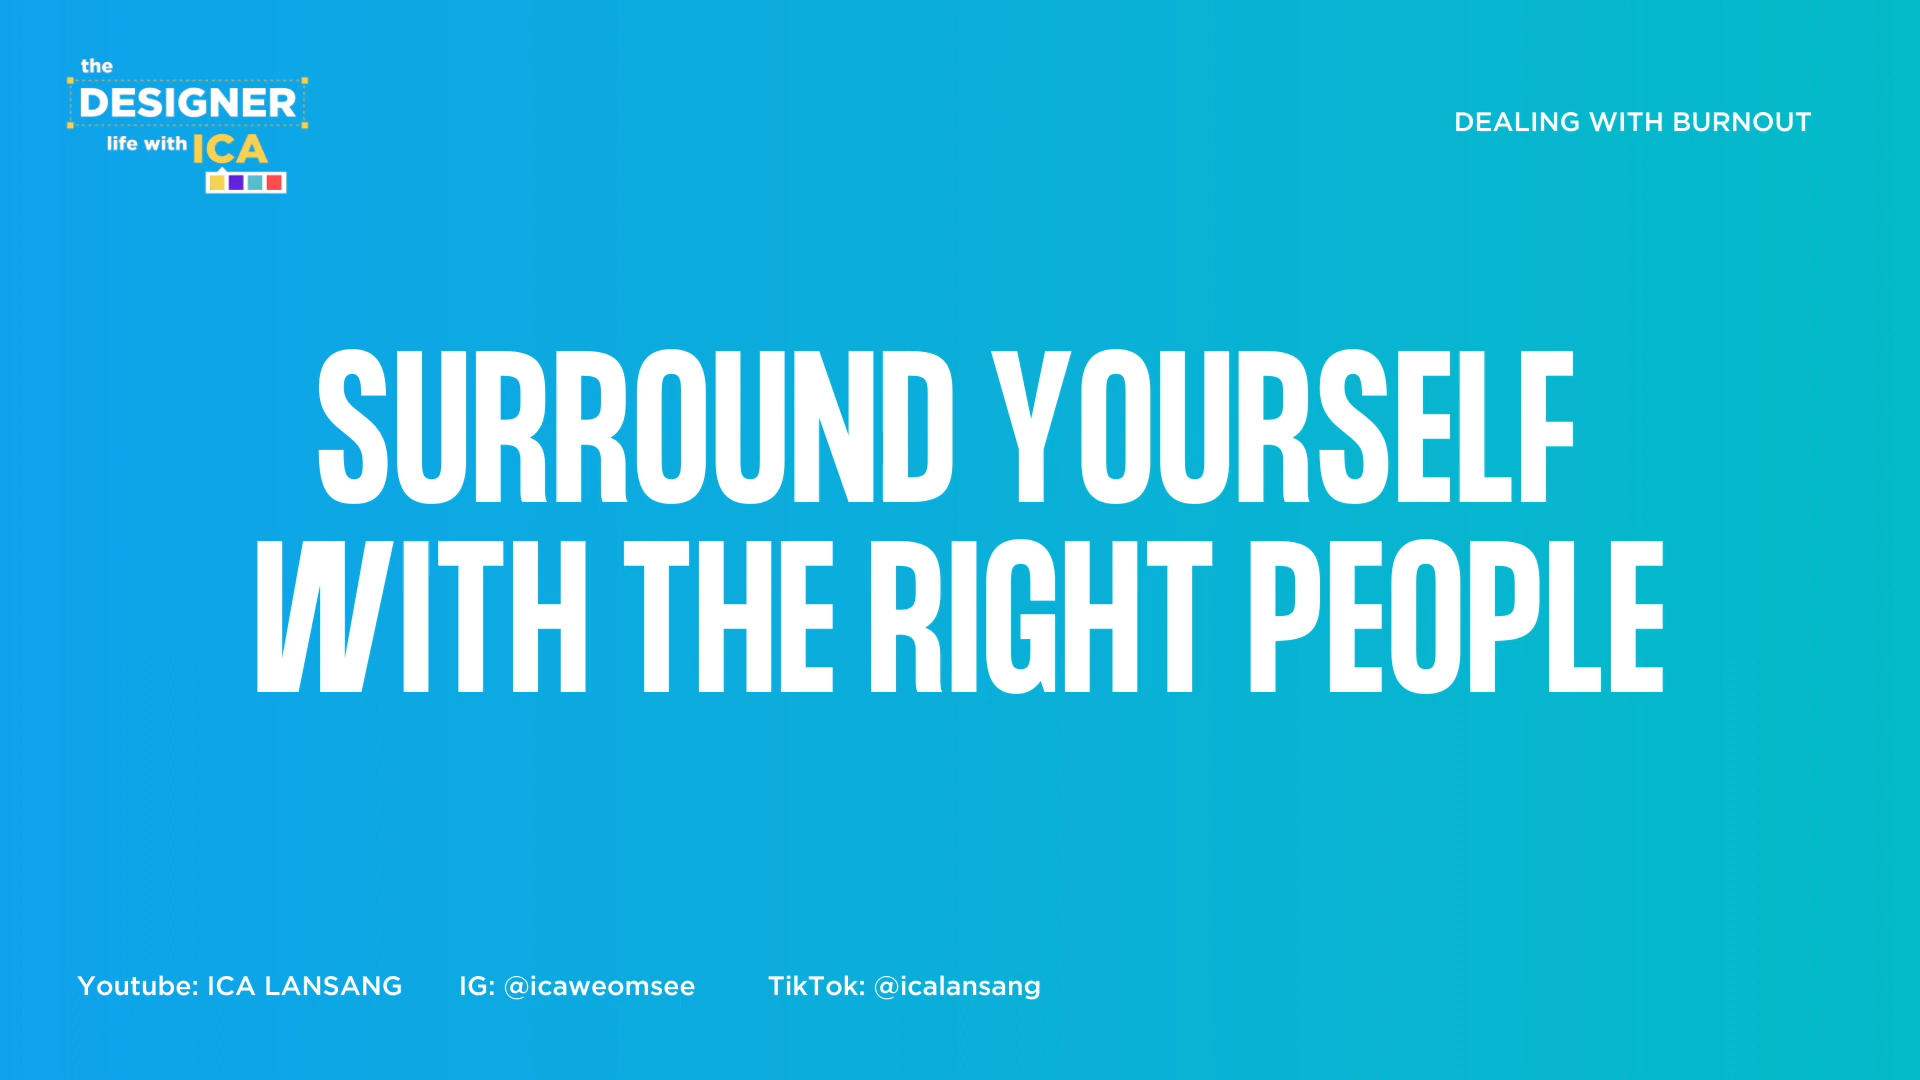 the
DESIGNER
life with ICA
DEALING WITH BURNOUT
SURROUND YOURSELF
WITH THE RIGHT PEOPLE
Youtube: ICA LANSANG IG: @icaweomsee TikTok: @icalansang